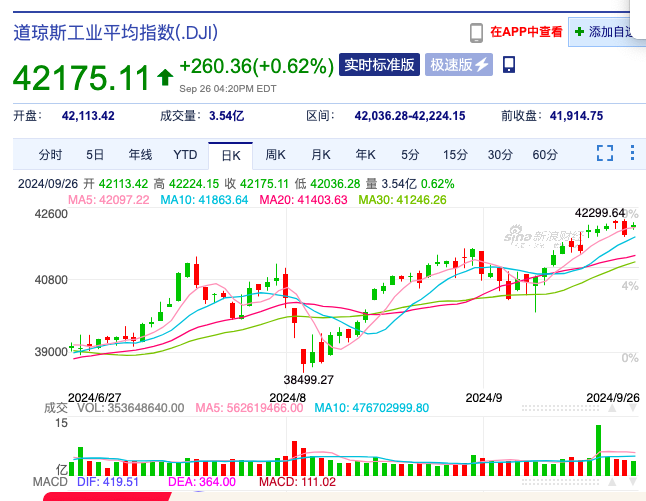 道琼斯工业平均指数(.DJI)
在APP中查看
添加自选
42175.11 +260.36(+0.62%) 实时标准版 极速版
Sep 26 04:20PM EDT
开盘： 42,113.42 成交量： 3.54亿 区间： 42,036.28-42,224.15 前收盘： 41,914.75
分时 5日 年线 YTD 日K 周K 月K 年K 5分 15分 30分 60分
2024/09/26 开 42113.42 高 42224.15 收 42175.11 低 42036.28 量 3.54亿 0.62%
MA5: 42097.22 MA10: 41863.64 MA20: 41403.63 MA30: 41246.26
42600 42299.64 9%
sina 新浪财经
40800 4%
39000 0%
38499.27
2024/6/27 2024/8 2024/9 2024/9/26
成交 VOL: 353648640.00 MA5: 562619466.00 MA10: 476702999.80
15
亿
MACD DIF: 419.51 DEA: 364.00 MACD: 111.02